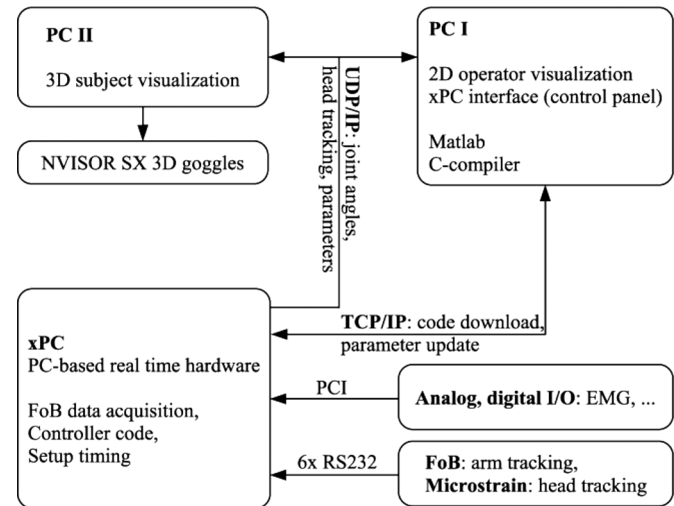 PC II
3D subject visualization
NVISOR SX 3D goggles
PC I
2D operator visualization
xPC interface (control panel)
Matlab
C-compiler
UDP/IP: joint angles,
head tracking, parameters
TCP/IP: code download,
parameter update
xPC
PC-based real time hardware
FoB data acquisition,
Controller code,
Setup timing
PCI
Analog, digital I/O: EMG, ...
6x RS232
FoB: arm tracking,
Microstrain: head tracking